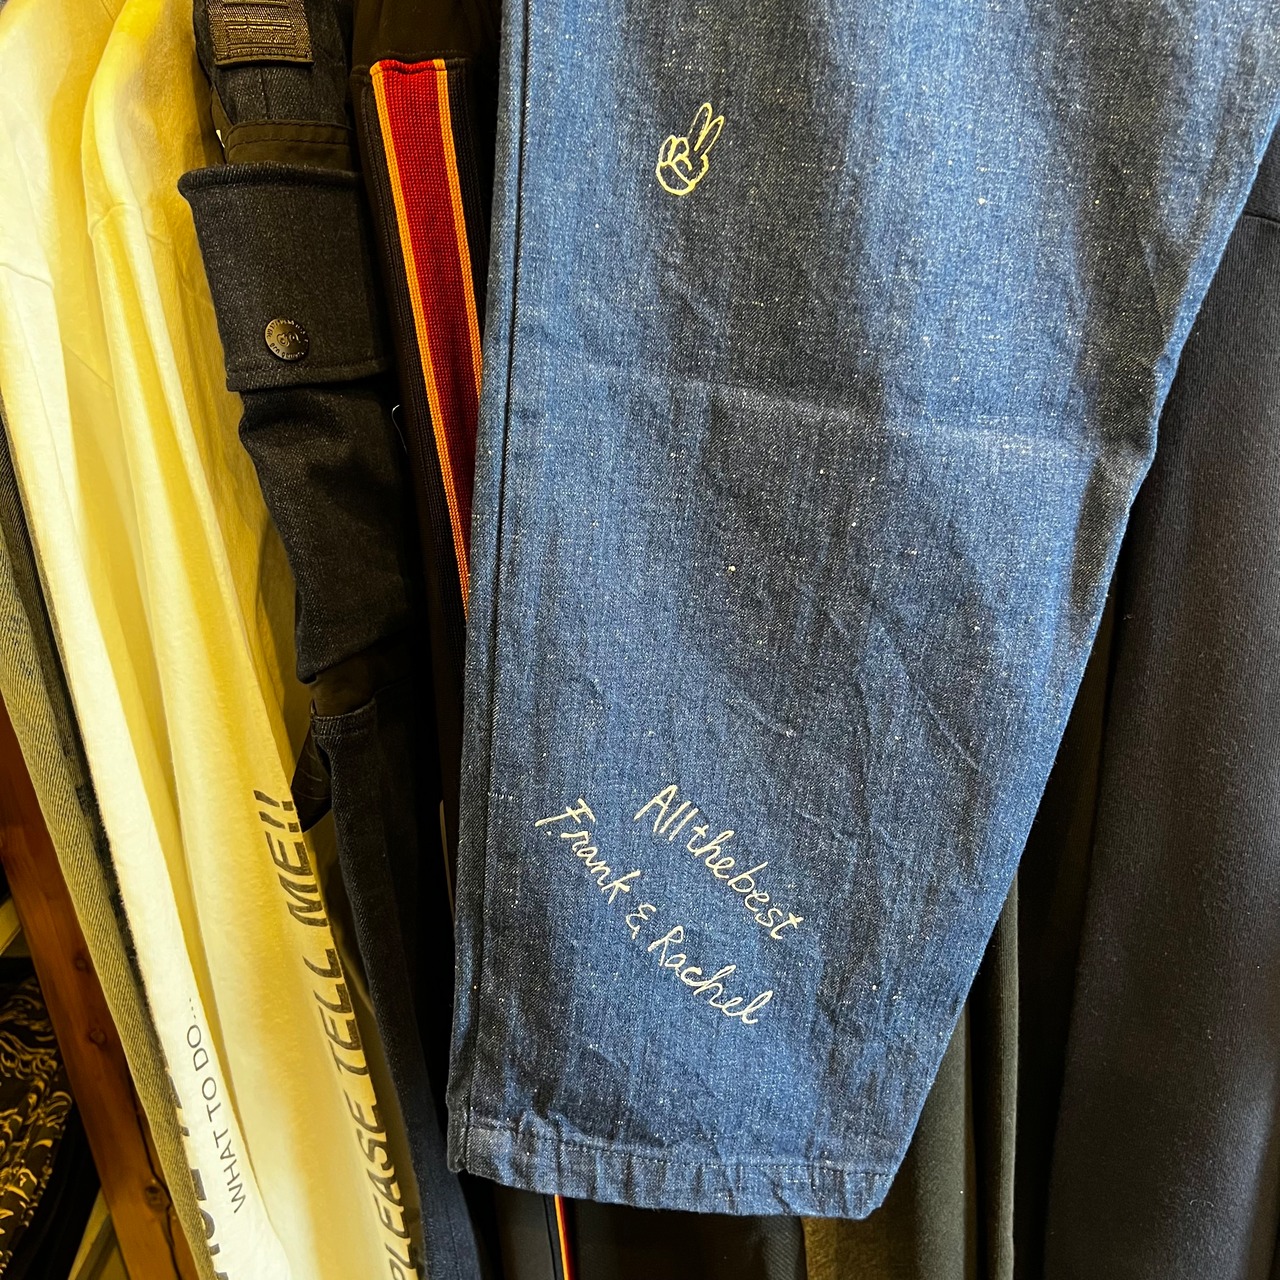 All the best
Frank & Rachel
PLEASE TELL ME!!
WHAT TO DO...